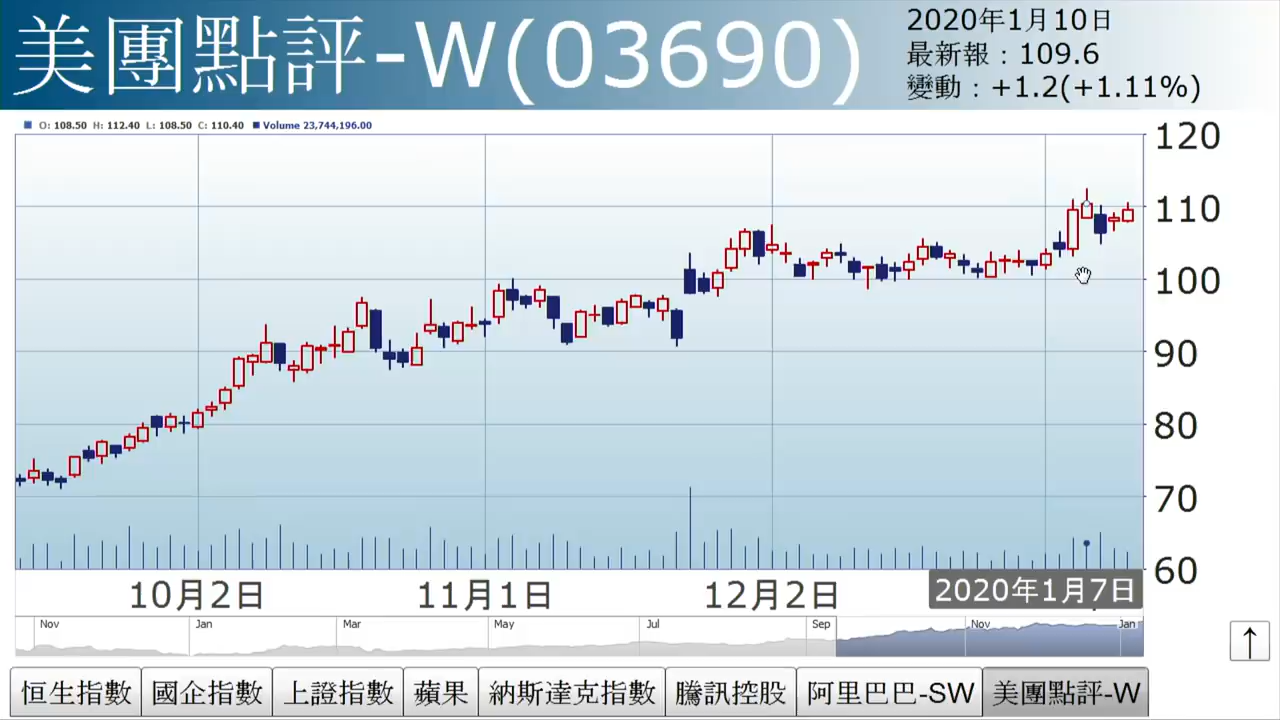 美團點評-W(03690)
2020年1月10日
最新報：109.6
變動：+1.2(+1.11%)
O: 108.50 H: 112.40 L: 108.50 C: 110.40 Volume 23,744,196.00
120
110
100
90
80
70
60
10月2日 11月1日 12月2日 2020年1月7日
Nov Jan Mar May Jul Sep Nov Jan
↑
恒生指數 國企指數 上證指數 蘋果 納斯達克指數 騰訊控股 阿里巴巴-SW 美團點評-W